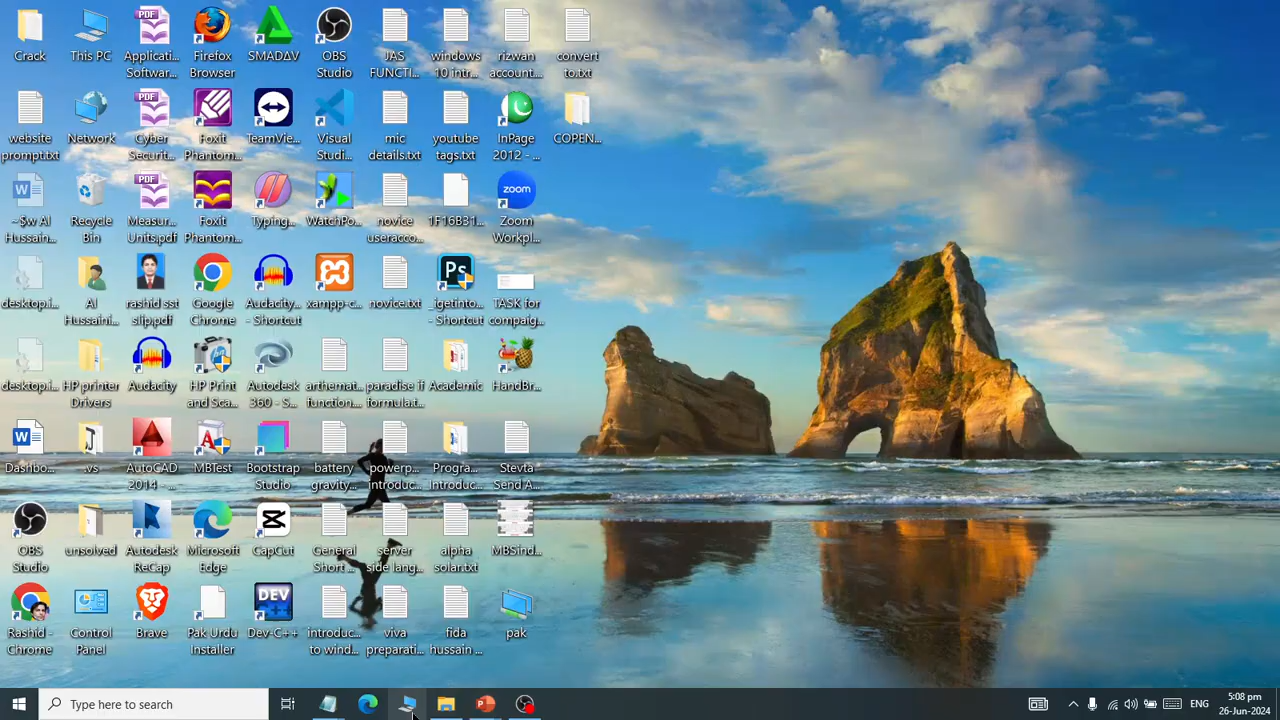 Crack
This PC
Applicati...
Softwar...
Firefox
Browser
SMADΔV
OBS
Studio
JAS
FUNCTI...
windows
10 intr...
rizwan
account....
convert
to.txt
website
prompt.txt
Network
PDF
Cyber
Securit...
Foxit
Phantom...
TeamVie...
Visual
Studi...
mic
details.txt
youtube
tags.txt
InPage
2012 - ...
COPEN...
~$w Al
Hussain...
Recycle
Bin
PDF
Measur...
Units.pdf
Foxit
Phantom...
Typing...
WatchPo...
novice
useracco...
1F16B31...
zoom
Zoom
Workpl...
desktop.i...
Al
Hussaini...
rashid sst
slip.pdf
Google
Chrome
Audacity...
- Shortcut
xampp-c...
novice.txt
Ps
_igetinto...
- Shortcut
TASK for
compaig...
desktop.i...
HP printer
Drivers
Audacity
HP Print
and Sca...
Autodesk
360 - S...
arthemat...
function....
paradise if
formula.t...
Academic
HandBr...
Dashbo...
.vs
AutoCAD
2014 - ...
MBTest
Bootstrap
Studio
battery
gravity...
powerp...
introduc...
Progra...
Introduc...
Stevta
Send A...
OBS
Studio
unsolved
Autodesk
ReCap
Microsoft
Edge
CapCut
General
Short ...
server
side lang...
alpha
solar.txt
MBSind...
Rashid -
Chrome
Control
Panel
Brave
Pak Urdu
Installer
DEV
Dev-C++
introduc...
to wind...
viva
preparati...
fida
hussain ...
pak
Type here to search
ENG
5:08 pm
26-Jun-2024